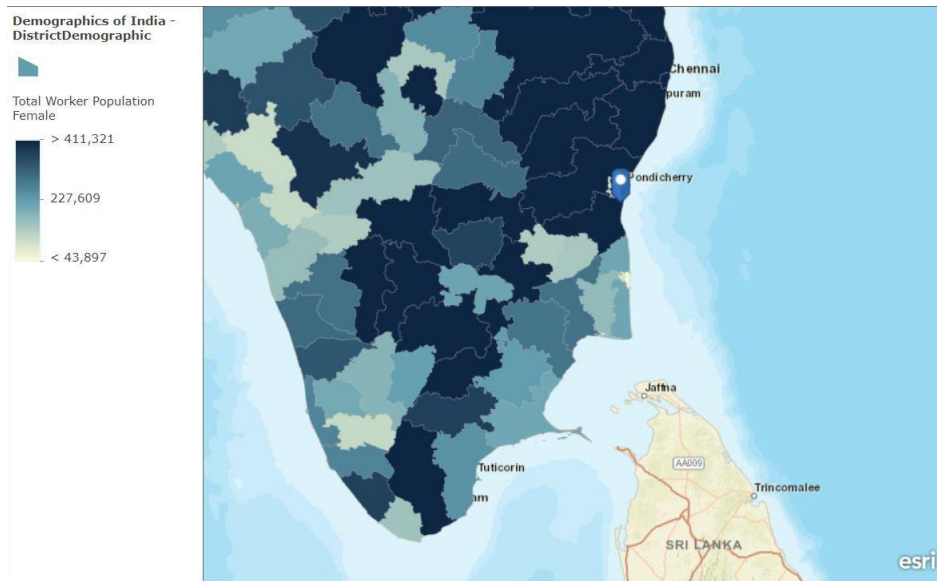 Demographics of India -
DistrictDemographic
Total Worker Population
Female
> 411,321
227,609
< 43,897
Chennai
puram
Pondicherry
Jaffna
AA009
Tuticorin
am
Trincomalee
SRI LANKA
esri